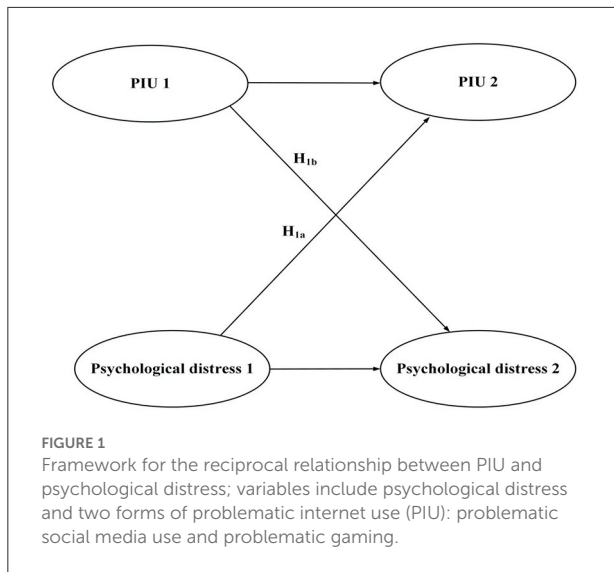 PIU 1
PIU 2
H1b
H1a
Psychological distress 1
Psychological distress 2
FIGURE 1
Framework for the reciprocal relationship between PIU and
psychological distress; variables include psychological distress
and two forms of problematic internet use (PIU): problematic
social media use and problematic gaming.